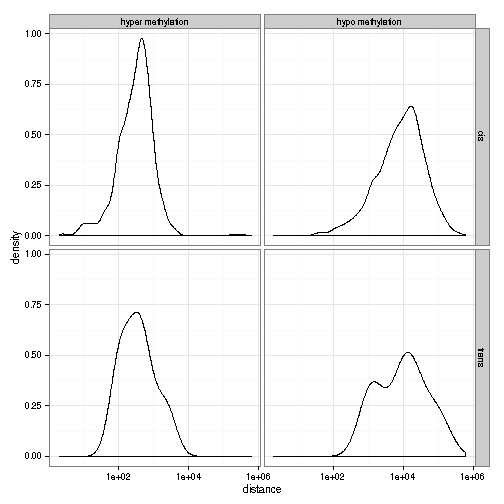 hyper methylation
hypo methylation
1.00
0.75
0.50
0.25
0.00
cis
density
1.00
0.75
0.50
0.25
0.00
trans
1e+02
1e+04
1e+06
1e+02
1e+04
1e+06
distance